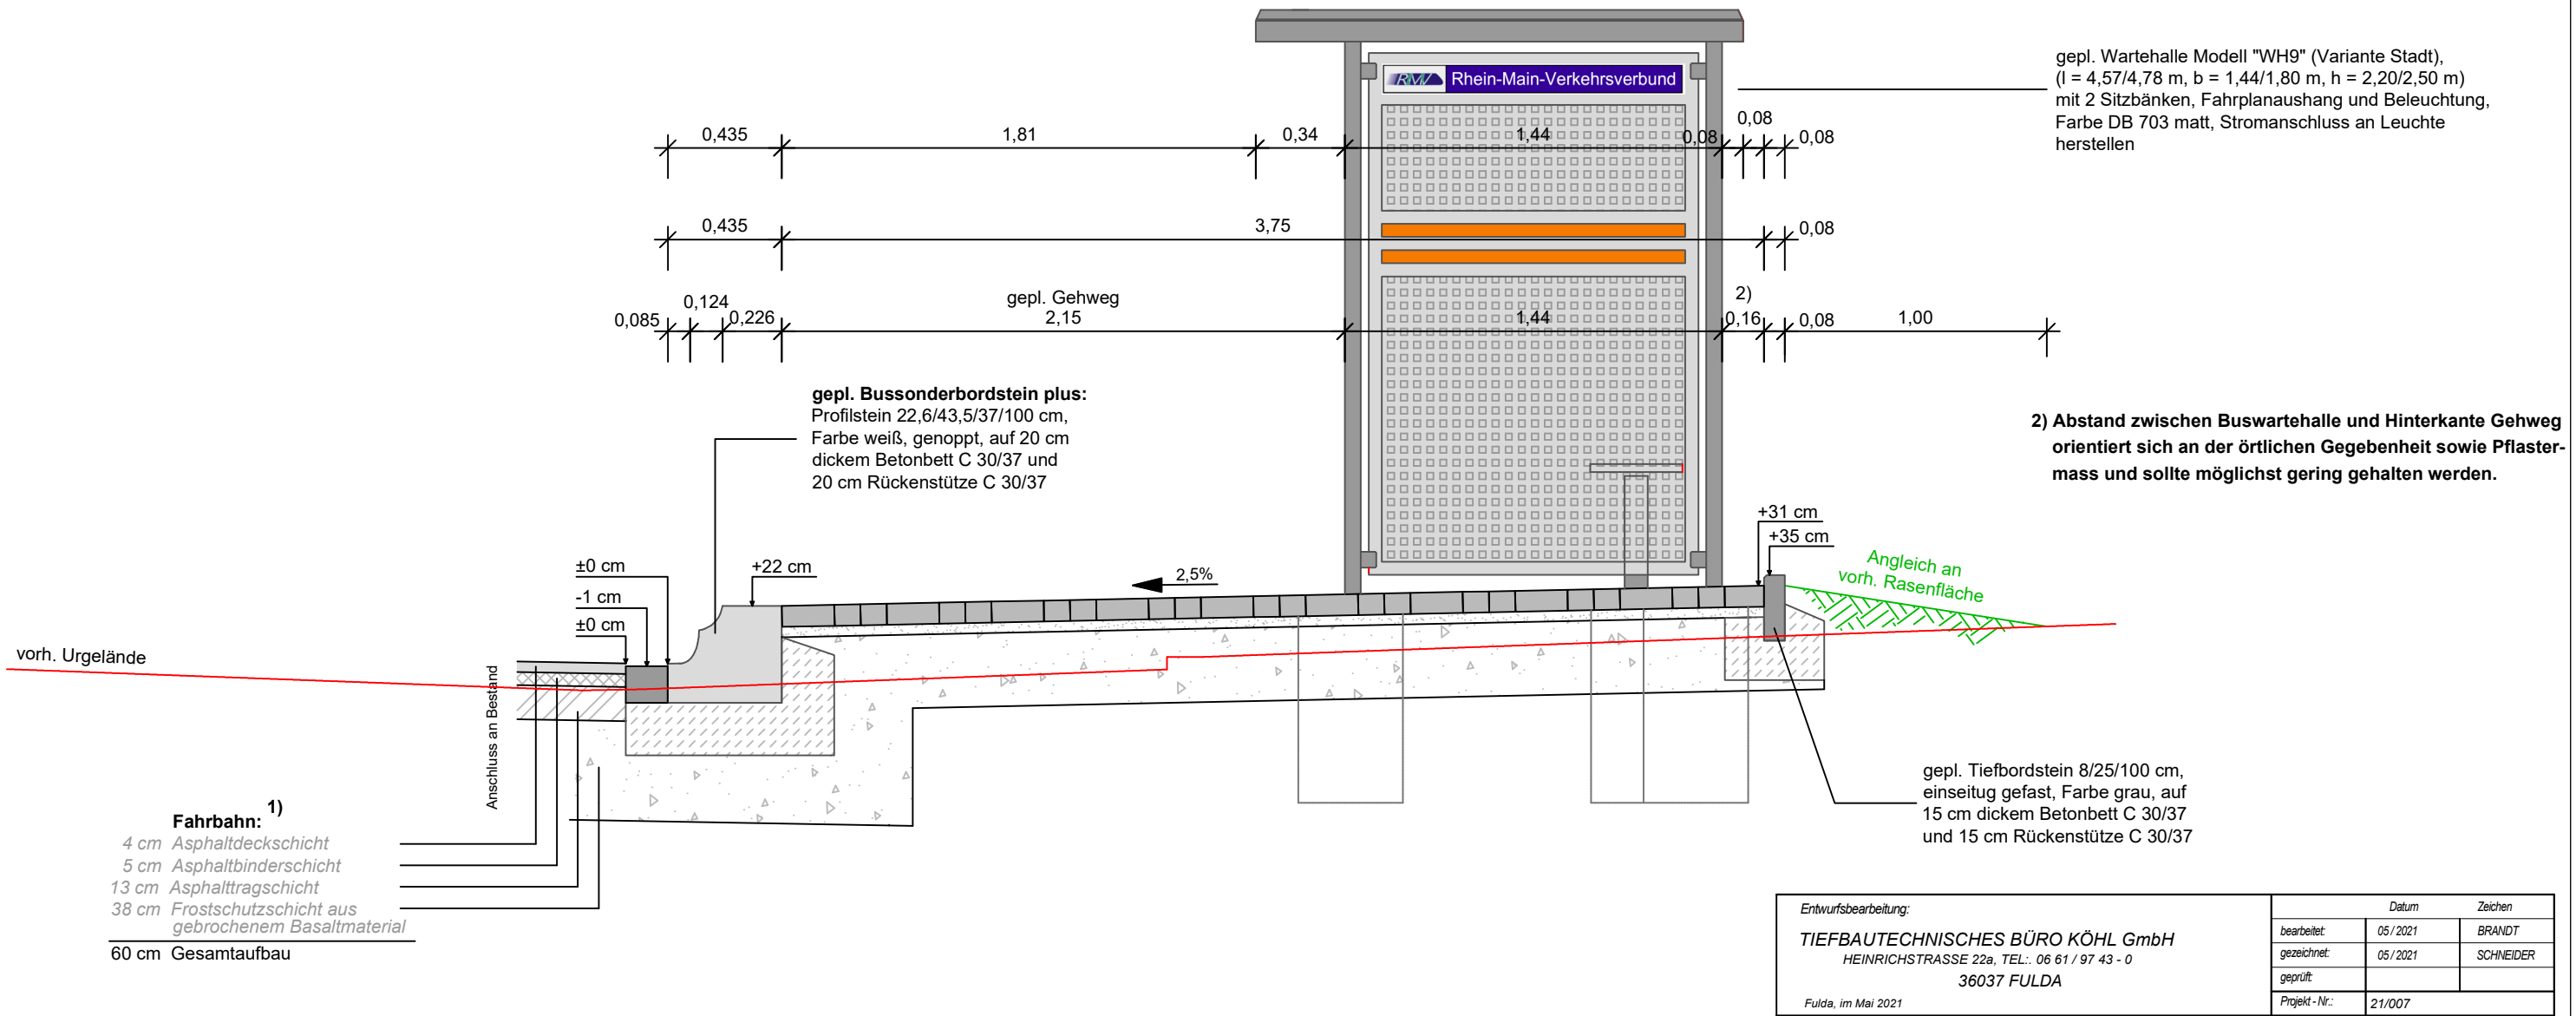 RMV Rhein-Main-Verkehrsverbund
gepl. Wartehalle Modell "WH9" (Variante Stadt),
(l = 4,57/4,78 m, b = 1,44/1,80 m, h = 2,20/2,50 m)
mit 2 Sitzbänken, Fahrplanaushang und Beleuchtung,
Farbe DB 703 matt, Stromanschluss an Leuchte
herstellen
0,435 1,81 0,34 1,44 0,08 0,08 0,08
0,435 3,75 0,08
gepl. Gehweg
2)
0,085 0,124 0,226 2,15 1,44 0,16 0,08 1,00
gepl. Bussonderbordstein plus:
Profilstein 22,6/43,5/37/100 cm,
Farbe weiß, genoppt, auf 20 cm
dickem Betonbett C 30/37 und
20 cm Rückenstütze C 30/37
2) Abstand zwischen Buswartehalle und Hinterkante Gehweg
orientiert sich an der örtlichen Gegebenheit sowie Pflaster-
mass und sollte möglichst gering gehalten werden.
+31 cm
+35 cm
±0 cm
-1 cm
±0 cm
+22 cm
2,5%
Angleich an
vorh. Rasenfläche
vorh. Urgelände
Anschluss an Bestand
gepl. Tiefbordstein 8/25/100 cm,
einseitug gefast, Farbe grau, auf
15 cm dickem Betonbett C 30/37
und 15 cm Rückenstütze C 30/37
Fahrbahn: 1)
4 cm Asphaltdeckschicht
5 cm Asphaltbinderschicht
13 cm Asphalttragschicht
38 cm Frostschutzschicht aus
gebrochenem Basaltmaterial
60 cm Gesamtaufbau
Entwurfsbearbeitung:
TIEFBAUTECHNISCHES BÜRO KÖHL GmbH
HEINRICHSTRASSE 22a, TEL:. 06 61 / 97 43 - 0
36037 FULDA
Fulda, im Mai 2021
Datum Zeichen
bearbeitet: 05 / 2021 BRANDT
gezeichnet: 05 / 2021 SCHNEIDER
geprüft:
Projekt - Nr.: 21/007